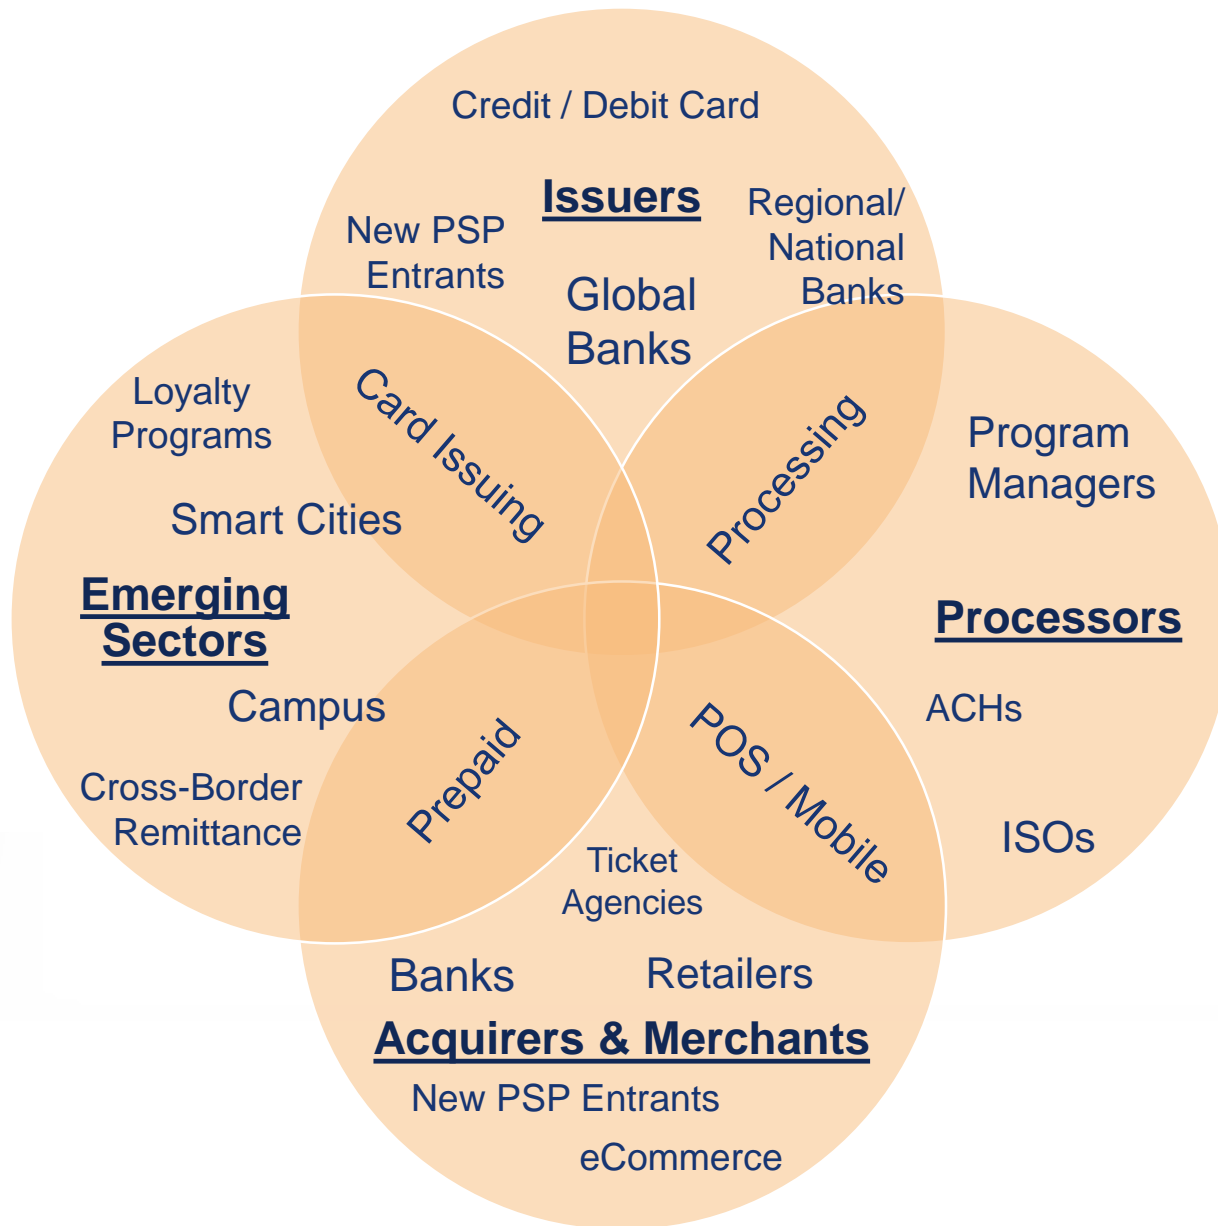 Credit / Debit Card
Issuers
Regional/
National
Banks
New PSP
Entrants
Global
Banks
Loyalty
Programs
Card Issuing
Processing
Program
Managers
Smart Cities
Emerging
Sectors
Processors
Campus
ACHs
Prepaid
POS / Mobile
Cross-Border
Remittance
ISOs
Ticket
Agencies
Banks
Retailers
Acquirers & Merchants
New PSP Entrants
eCommerce